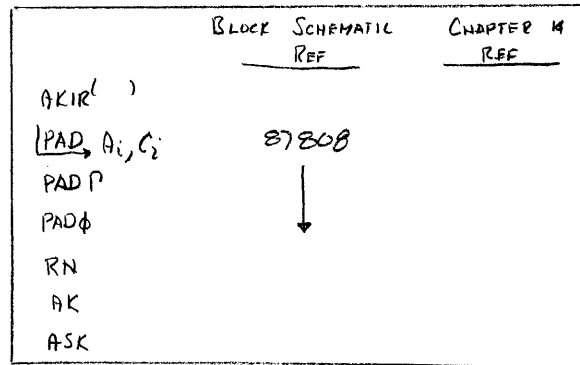 BLOCK SCHEMATIC REF CHAPTER 14 REF
AKIR( )
|PAD→ Ai, Ci 87808
PAD Γ
PADϕ
RN
AK
ASK